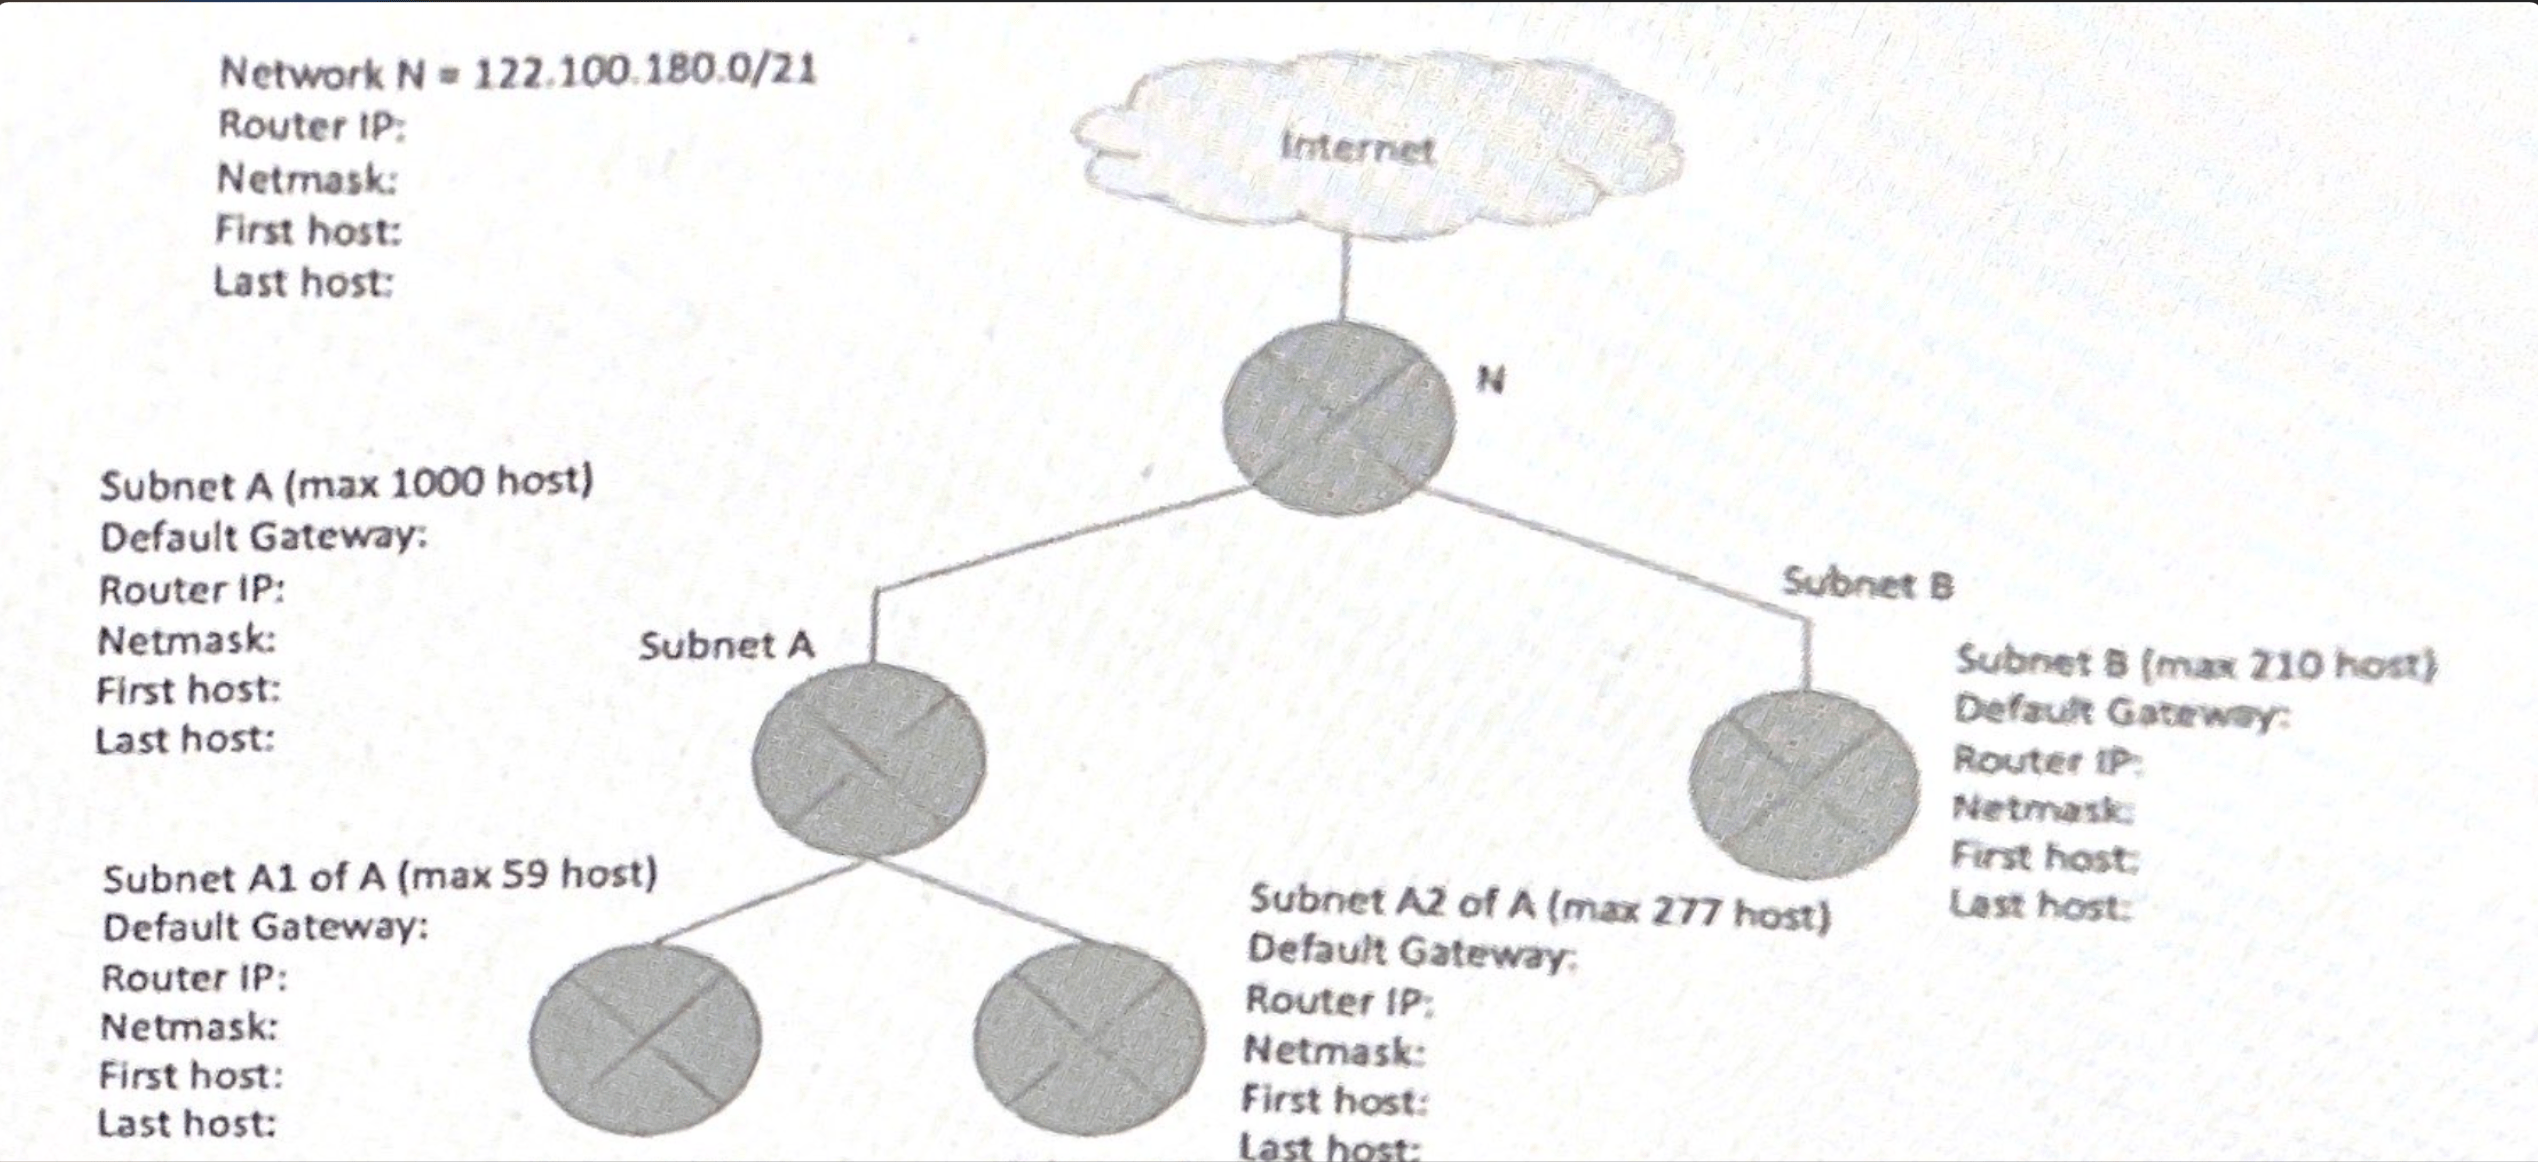 Network N = 122.100.180.0/21
Router IP:
Netmask:
First host:
Last host:
Internet
N
Subnet A (max 1000 host)
Default Gateway:
Router IP:
Netmask:
First host:
Last host:
Subnet A
Subnet B
Subnet B (max 210 host)
Default Gateway:
Router IP:
Netmask:
First host:
Last host:
Subnet A1 of A (max 59 host)
Default Gateway:
Router IP:
Netmask:
First host:
Last host:
Subnet A2 of A (max 277 host)
Default Gateway:
Router IP:
Netmask:
First host:
Last host: